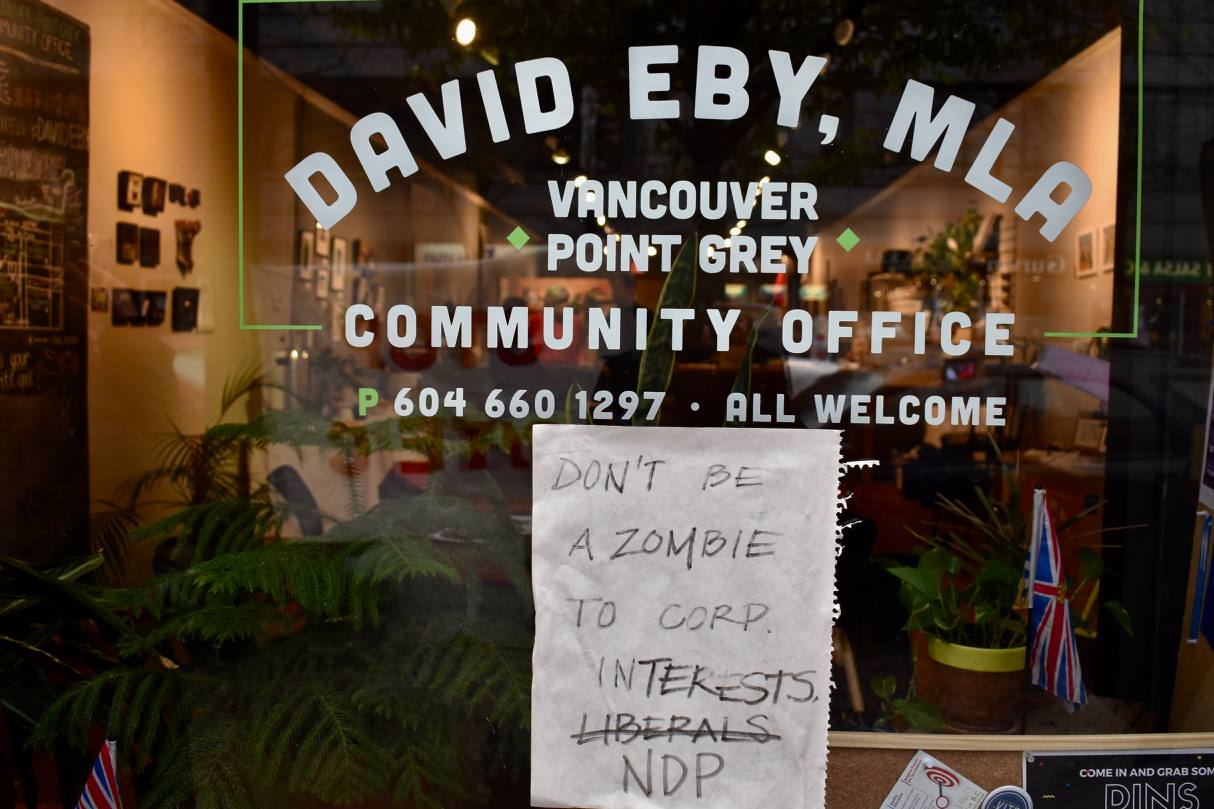 DAVID EBY, MLA
VANCOUVER
POINT GREY
COMMUNITY OFFICE
P 604 660 1297 • ALL WELCOME
DON'T BE
A ZOMBIE
TO CORP.
INTERESTS.
LIBERALS
NDP
COME IN AND GRAB SOM
PINS